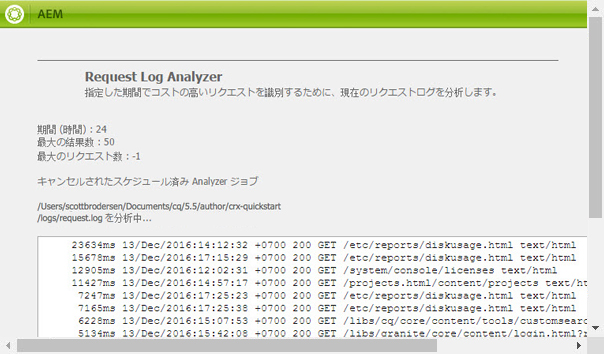 AEM
Request Log Analyzer
指定した期間でコストの高いリクエストを識別するために、現在のリクエストログを分析します。
期間 (時間) : 24
最大の結果数 : 50
最大のリクエスト数 : -1
キャンセルされたスケジュール済み Analyzer ジョブ
/Users/scottbrodersen/Documents/cq/5.5/author/crx-quickstart
/logs/request.log を分析中...
23634ms 13/Dec/2016:14:12:32 +0700 200 GET /etc/reports/diskusage.html text/html
15678ms 13/Dec/2016:17:15:29 +0700 200 GET /etc/reports/diskusage.html text/html
12905ms 13/Dec/2016:12:02:31 +0700 200 GET /system/console/licenses text/html
11427ms 13/Dec/2016:14:57:17 +0700 200 GET /projects.html/content/projects text/ht
7247ms 13/Dec/2016:17:25:23 +0700 200 GET /etc/reports/diskusage.html text/html
7165ms 13/Dec/2016:17:25:38 +0700 200 GET /etc/reports/diskusage.html text/html
6228ms 13/Dec/2016:15:07:53 +0700 200 GET /libs/cq/core/content/tools/customsearc
5134ms 13/Dec/2016:15:42:08 +0700 200 GET /libs/granite/core/content/login.html?r